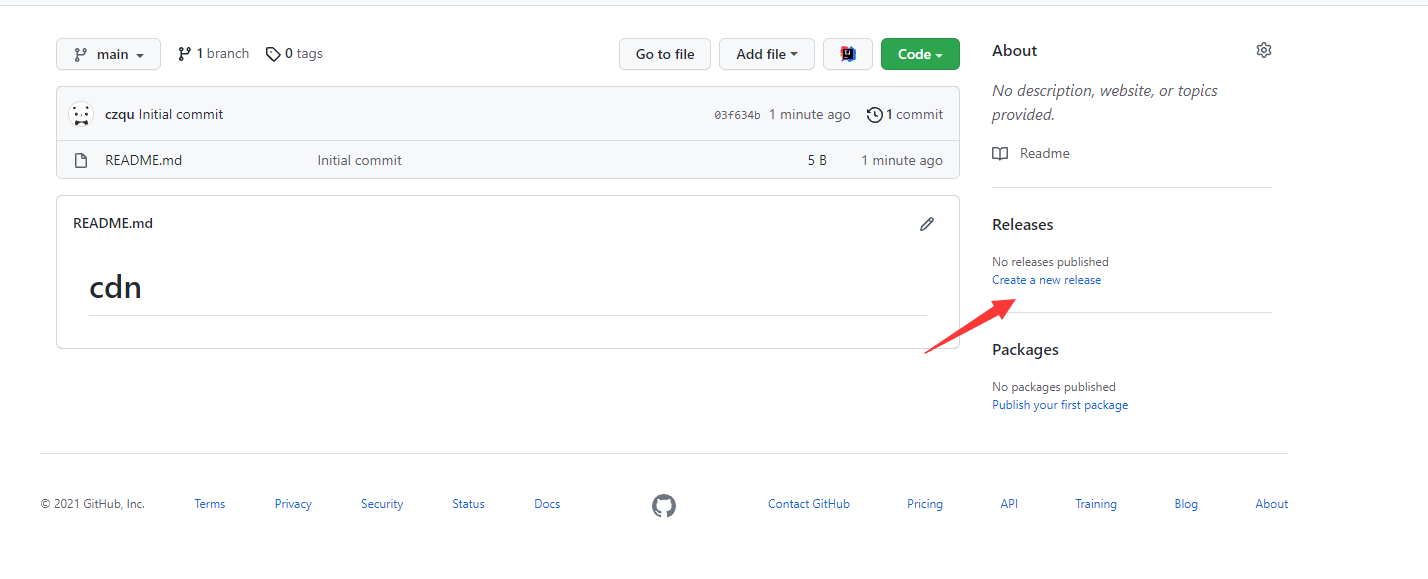 main 1 branch 0 tags Go to file Add file Code
czqu Initial commit 03f634b 1 minute ago 1 commit
README.md Initial commit 5 B 1 minute ago
README.md
cdn
About
No description, website, or topics
provided.
Readme
Releases
No releases published
Create a new release
Packages
No packages published
Publish your first package
© 2021 GitHub, Inc. Terms Privacy Security Status Docs Contact GitHub Pricing API Training Blog About